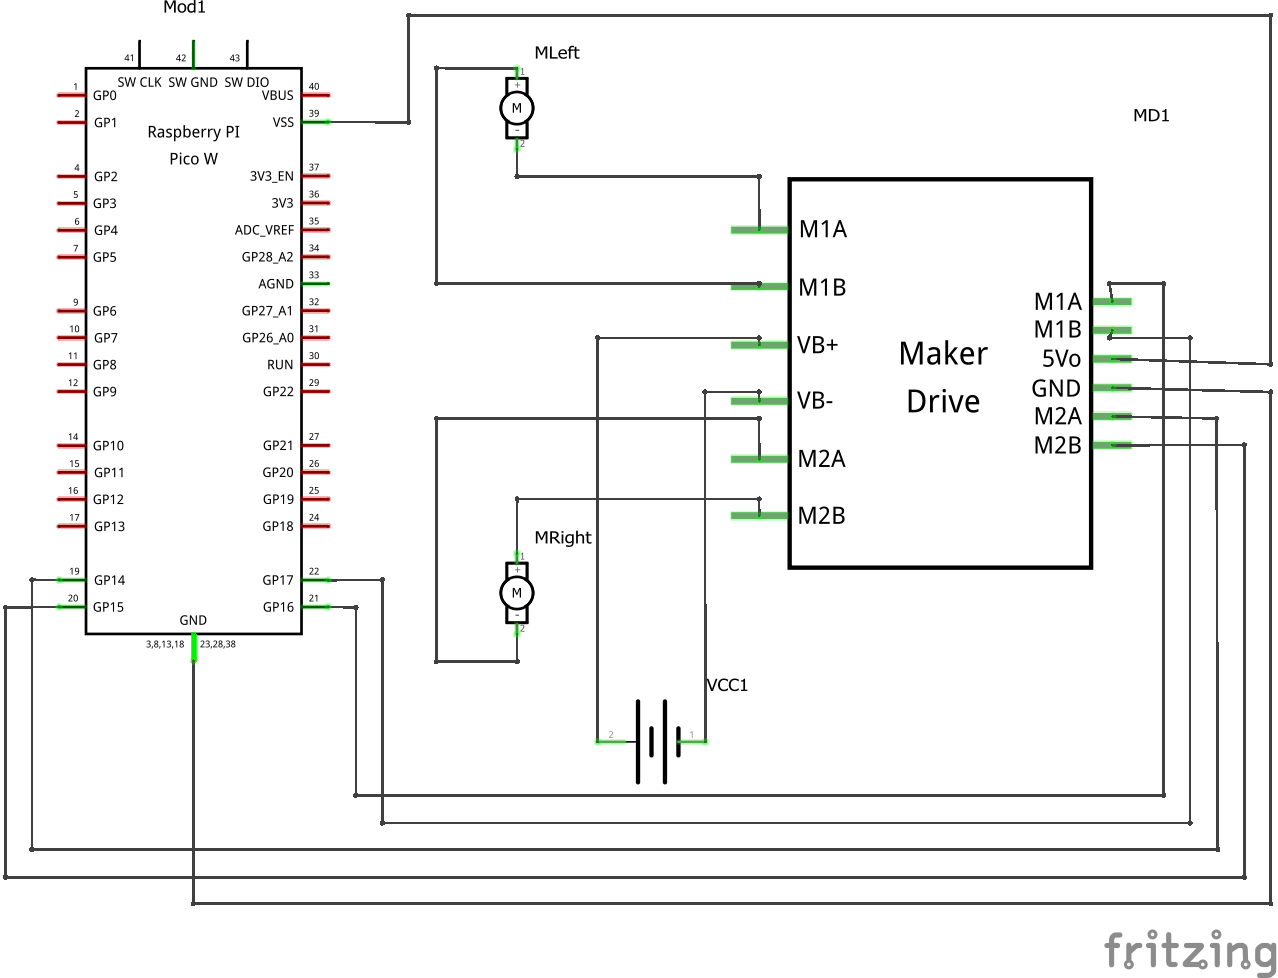 Mod1
41 42 43
SW CLK SW GND SW DIO
1 GP0 VBUS 40
2 GP1 VSS 39
Raspberry PI
Pico W
4 GP2 3V3_EN 37
5 GP3 3V3 36
6 GP4 ADC_VREF 35
7 GP5 GP28_A2 34
AGND 33
9 GP6 GP27_A1 32
10 GP7 GP26_A0 31
11 GP8 RUN 30
12 GP9 GP22 29
14 GP10 GP21 27
15 GP11 GP20 26
16 GP12 GP19 25
17 GP13 GP18 24
19 GP14 GP17 22
20 GP15 GP16 21
GND
3,8,13,18 23,28,38
MLeft
1
+
M
-
2
MD1
M1A
M1B
VB+
VB-
M2A
M2B
Maker
Drive
M1A
M1B
5Vo
GND
M2A
M2B
MRight
1
+
M
-
2
VCC1
2 1
fritzing